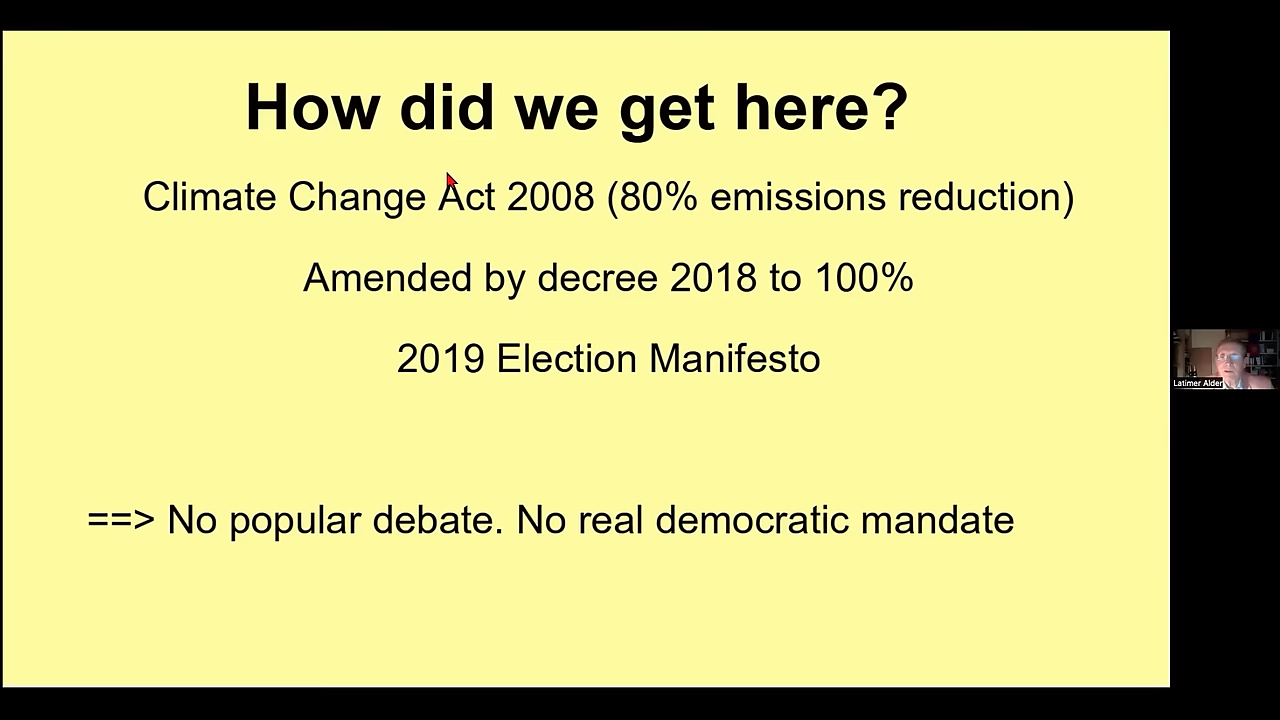 How did we get here?
Climate Change Act 2008 (80% emissions reduction)
Amended by decree 2018 to 100%
2019 Election Manifesto
==> No popular debate. No real democratic mandate
Latimer Alder